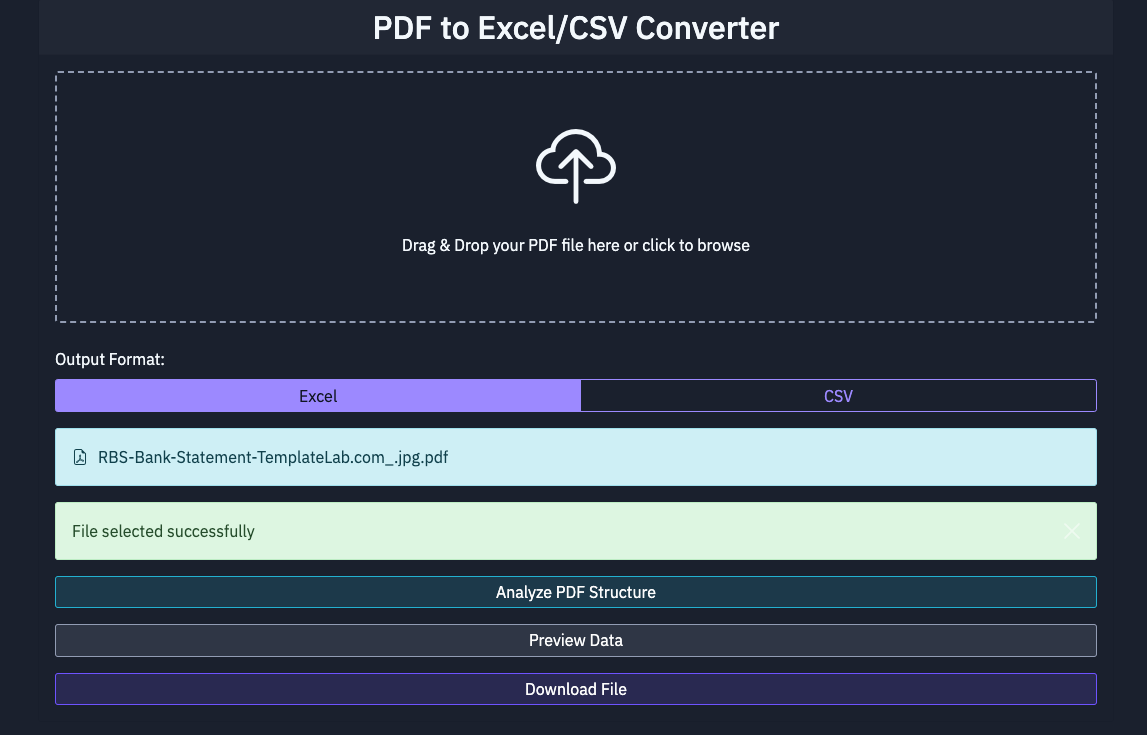 PDF to Excel/CSV Converter
Drag & Drop your PDF file here or click to browse
Output Format:
Excel
CSV
RBS-Bank-Statement-TemplateLab.com_.jpg.pdf
File selected successfully
Analyze PDF Structure
Preview Data
Download File